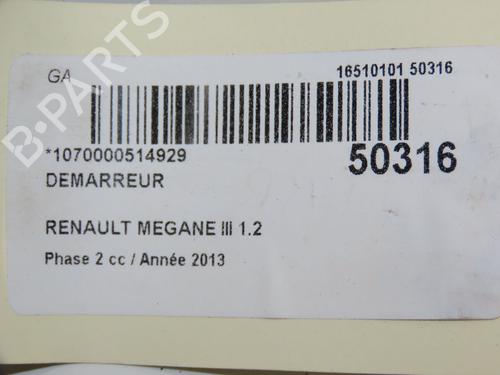 GA
16510101 50316
*1070000514929
50316
DEMARREUR
RENAULT MEGANE III 1.2
Phase 2 cc / Année 2013
B-PARTS